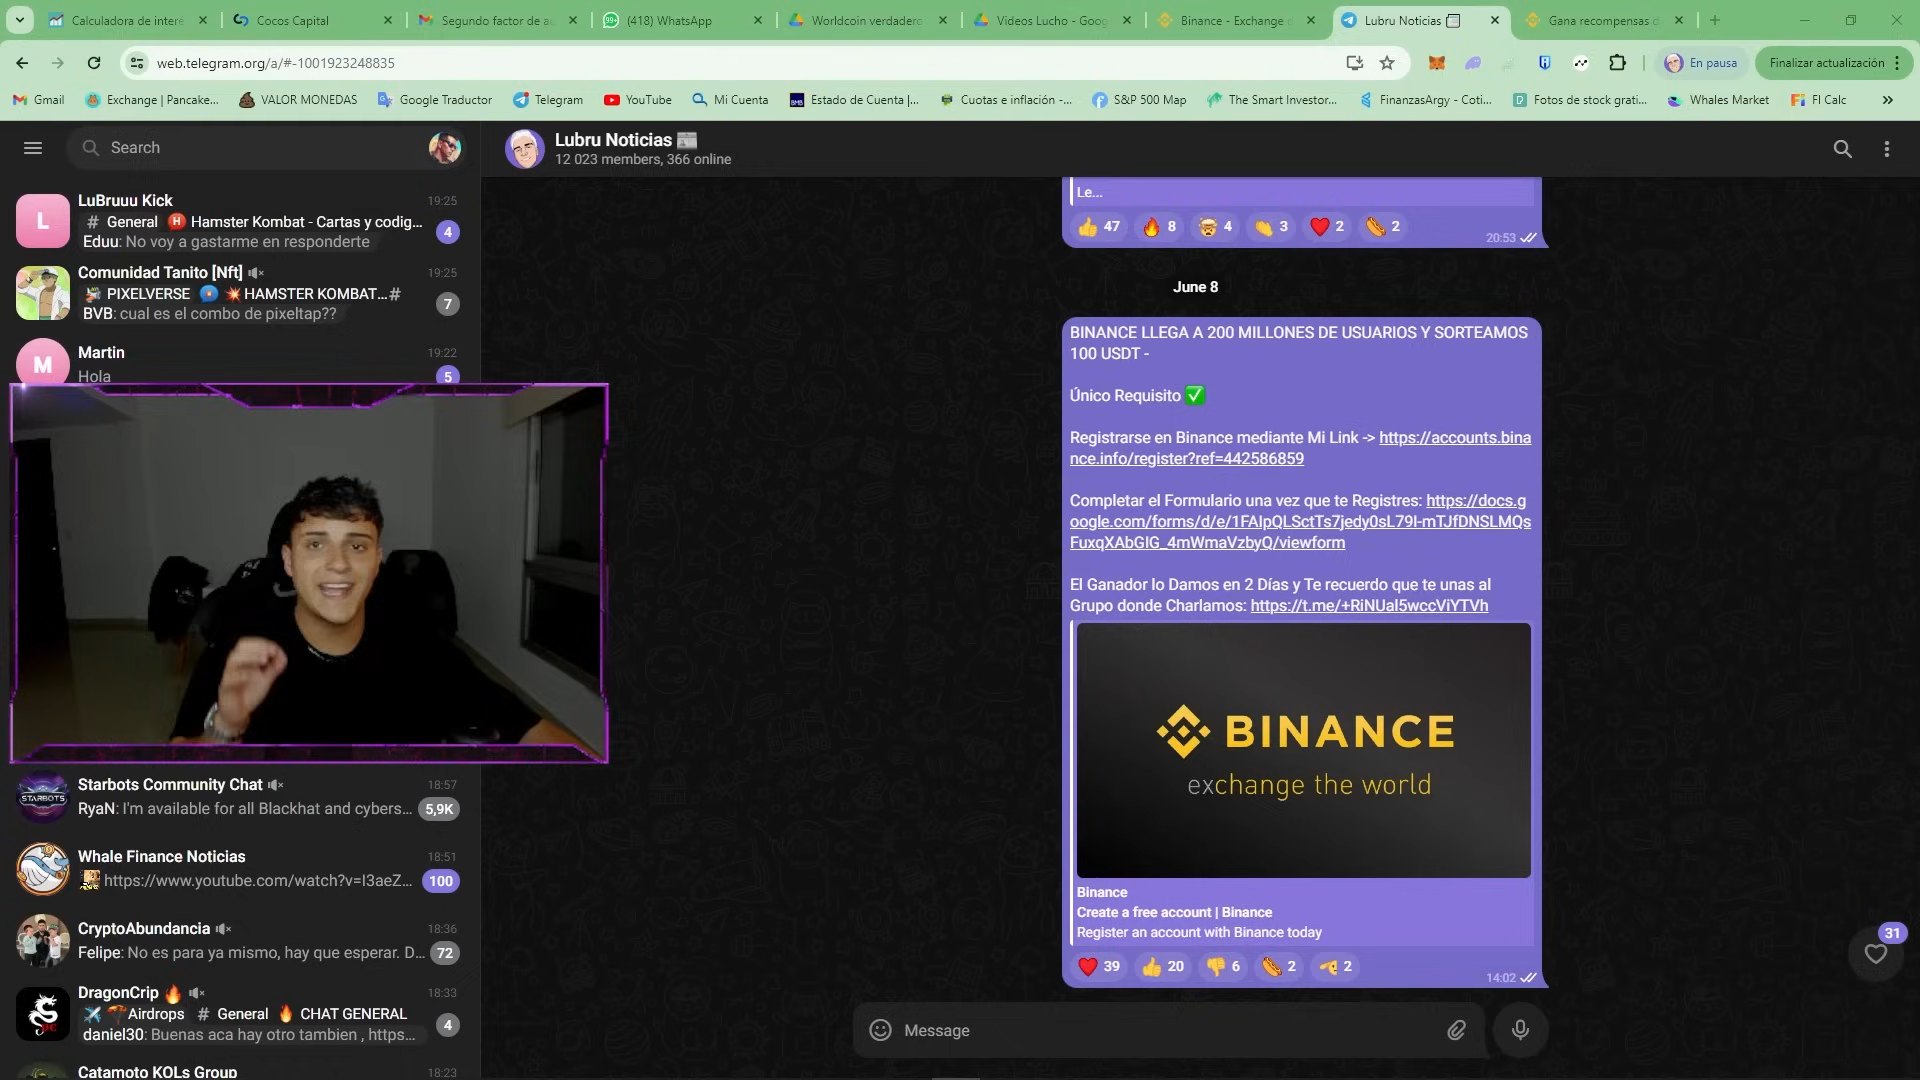 Calculadora de interé
Cocos Capital
Segundo factor de a
(418) WhatsApp
Worldcoin verdadero
Videos Lucho - Goog
Binance - Exchange d
Lubru Noticias
Gana recompensas d
web.telegram.org/a/#-1001923248835
En pausa
Finalizar actualización
Gmail
Exchange | Pancake...
VALOR MONEDAS
Google Traductor
Telegram
YouTube
Mi Cuenta
Estado de Cuenta |...
Cuotas e inflación -...
S&P 500 Map
The Smart Investor...
FinanzasArgy - Coti...
Fotos de stock grati...
Whales Market
FI Calc
Search
Lubru Noticias
12 023 members, 366 online
LuBruuu Kick 19:25
# General Hamster Kombat - Cartas y codig...
Eduu: No voy a gastarme en responderte 4
Comunidad Tanito [Nft] 19:25
PIXELVERSE HAMSTER KOMBAT...#
BVB: cual es el combo de pixeltap?? 7
M
Martin 19:22
Hola 5
Starbots Community Chat 18:57
STARBOTS
RyaN: I'm available for all Blackhat and cybers... 5,9K
Whale Finance Noticias 18:51
https://www.youtube.com/watch?v=I3aeZ... 100
CryptoAbundancia 18:36
Felipe: No es para ya mismo, hay que esperar. D... 72
DragonCrip 18:33
Airdrops # General CHAT GENERAL
daniel30: Buenas aca hay otro tambien , https... 4
Catamoto KOLs Group 18:23
Le...
47 8 4 3 2 2
20:53
June 8
BINANCE LLEGA A 200 MILLONES DE USUARIOS Y SORTEAMOS
100 USDT -
Único Requisito ✅
Registrarse en Binance mediante Mi Link -> https://accounts.bina
nce.info/register?ref=442586859
Completar el Formulario una vez que te Registres: https://docs.g
oogle.com/forms/d/e/1FAIpQLSctTs7jedy0sL79l-mTJfDNSLMQs
FuxqXAbGIG_4mWmaVzbyQ/viewform
El Ganador lo Damos en 2 Días y Te recuerdo que te unas al
Grupo donde Charlamos: https://t.me/+RiNUal5wccViYTVh
BINANCE
exchange the world
Binance
Create a free account | Binance
Register an account with Binance today
39 20 6 2 2
14:02
31
Message